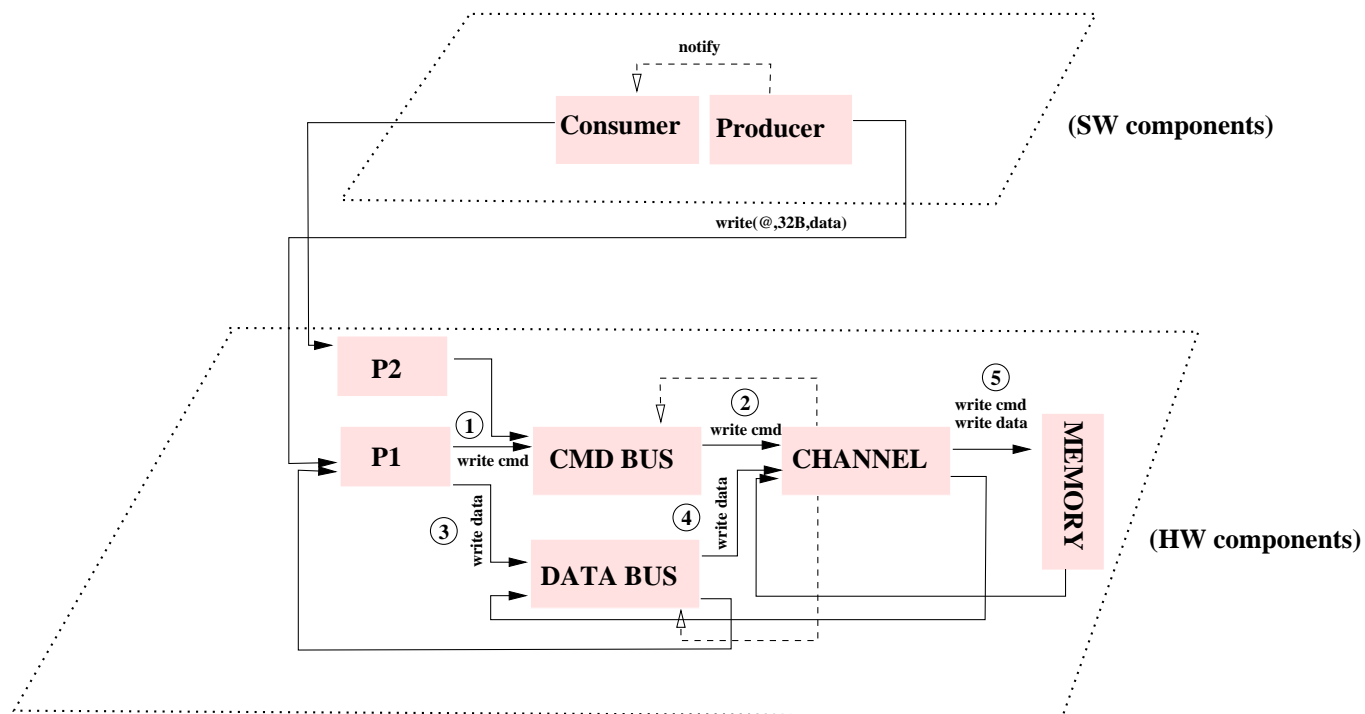 notify
Consumer
Producer
(SW components)
write(@,32B,data)
P2
1
write cmd
P1
CMD BUS
2
write cmd
CHANNEL
5
write cmd
write data
MEMORY
3
write data
4
write data
DATA BUS
(HW components)